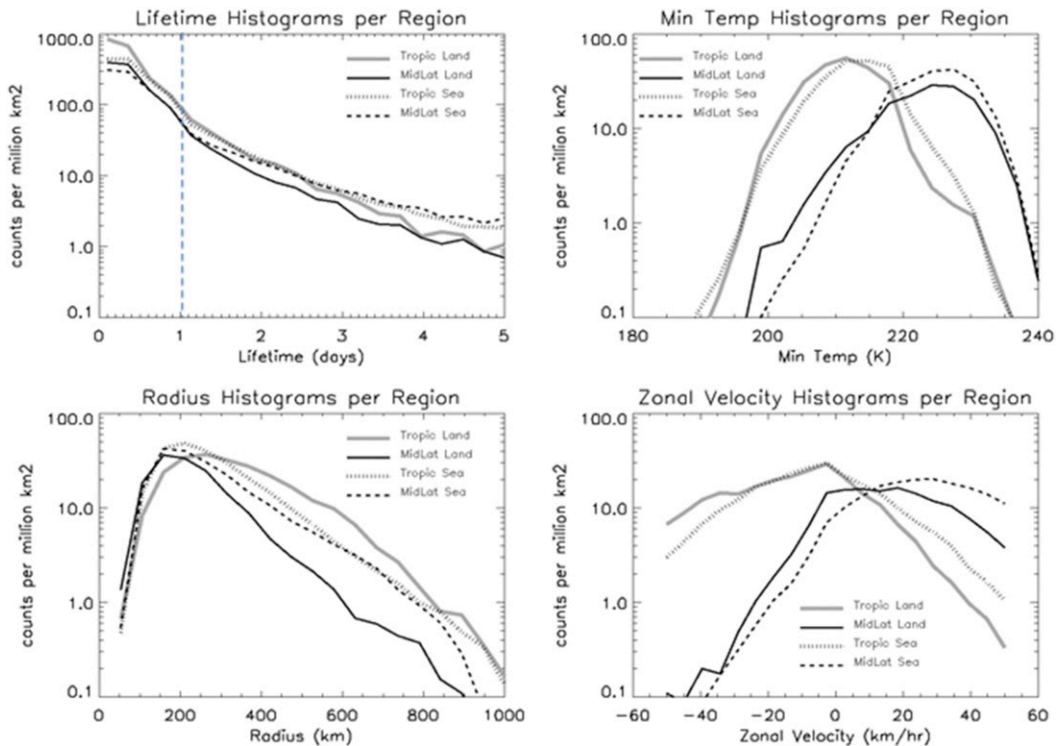 Lifetime Histograms per Region
1000.0
100.0
10.0
1.0
0.1
counts per million km2
Tropic Land
MidLat Land
Tropic Sea
MidLat Sea
0 1 2 3 4 5
Lifetime (days)
Min Temp Histograms per Region
100.0
10.0
1.0
0.1
counts per million km2
Tropic Land
MidLat Land
Tropic Sea
MidLat Sea
180 200 220 240
Min Temp (K)
Radius Histograms per Region
100.0
10.0
1.0
0.1
counts per million km2
Tropic Land
MidLat Land
Tropic Sea
MidLat Sea
0 200 400 600 800 1000
Radius (km)
Zonal Velocity Histograms per Region
100.0
10.0
1.0
0.1
counts per million km2
Tropic Land
MidLat Land
Tropic Sea
MidLat Sea
-60 -40 -20 0 20 40 60
Zonal Velocity (km/hr)